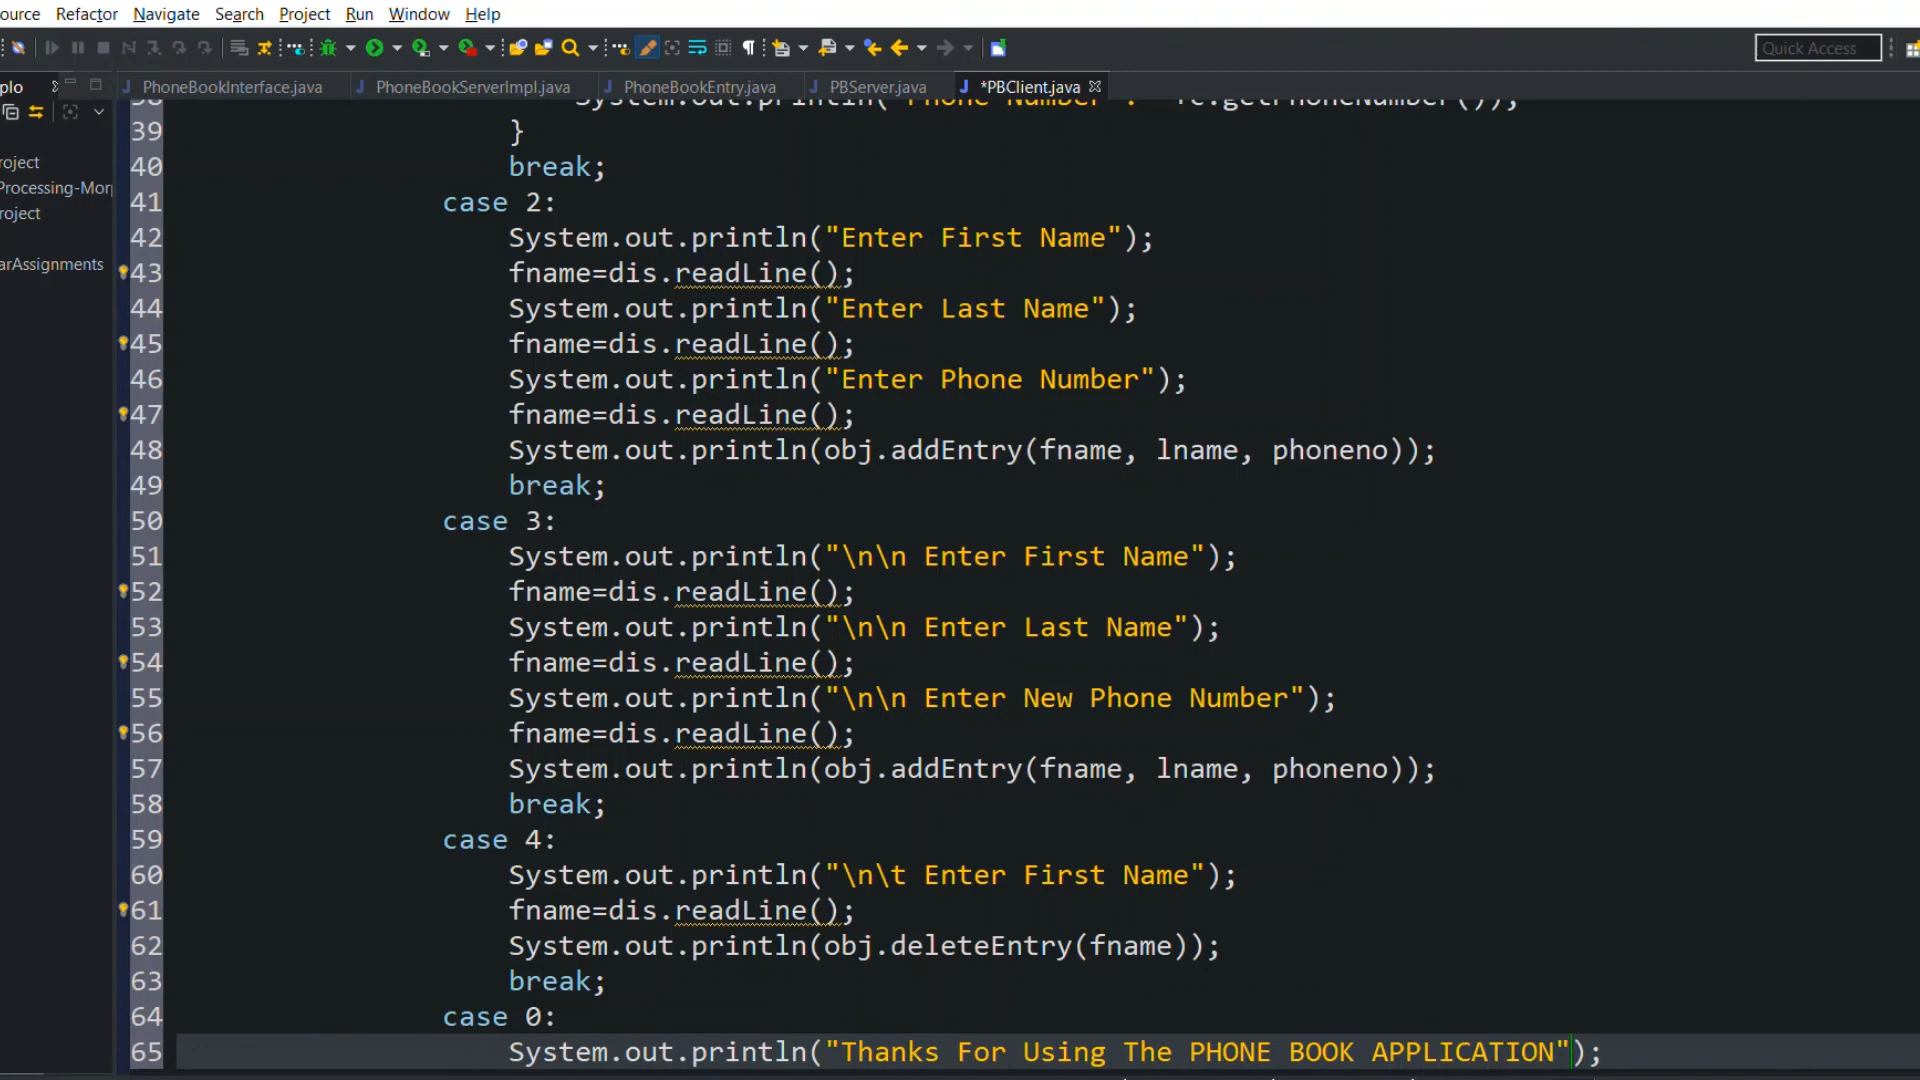 ource Refactor Navigate Search Project Run Window Help
Quick Access
plo
PhoneBookInterface.java PhoneBookServerImpl.java PhoneBookEntry.java PBServer.java *PBClient.java
roject
Processing-Mor
roject
arAssignments
38 System.out.println("Phone Number : "+e.getPhoneNumber());
39 }
40 break;
41 case 2:
42 System.out.println("Enter First Name");
43 fname=dis.readLine();
44 System.out.println("Enter Last Name");
45 fname=dis.readLine();
46 System.out.println("Enter Phone Number");
47 fname=dis.readLine();
48 System.out.println(obj.addEntry(fname, lname, phoneno));
49 break;
50 case 3:
51 System.out.println("\n\n Enter First Name");
52 fname=dis.readLine();
53 System.out.println("\n\n Enter Last Name");
54 fname=dis.readLine();
55 System.out.println("\n\n Enter New Phone Number");
56 fname=dis.readLine();
57 System.out.println(obj.addEntry(fname, lname, phoneno));
58 break;
59 case 4:
60 System.out.println("\n\t Enter First Name");
61 fname=dis.readLine();
62 System.out.println(obj.deleteEntry(fname));
63 break;
64 case 0:
65 System.out.println("Thanks For Using The PHONE BOOK APPLICATION");